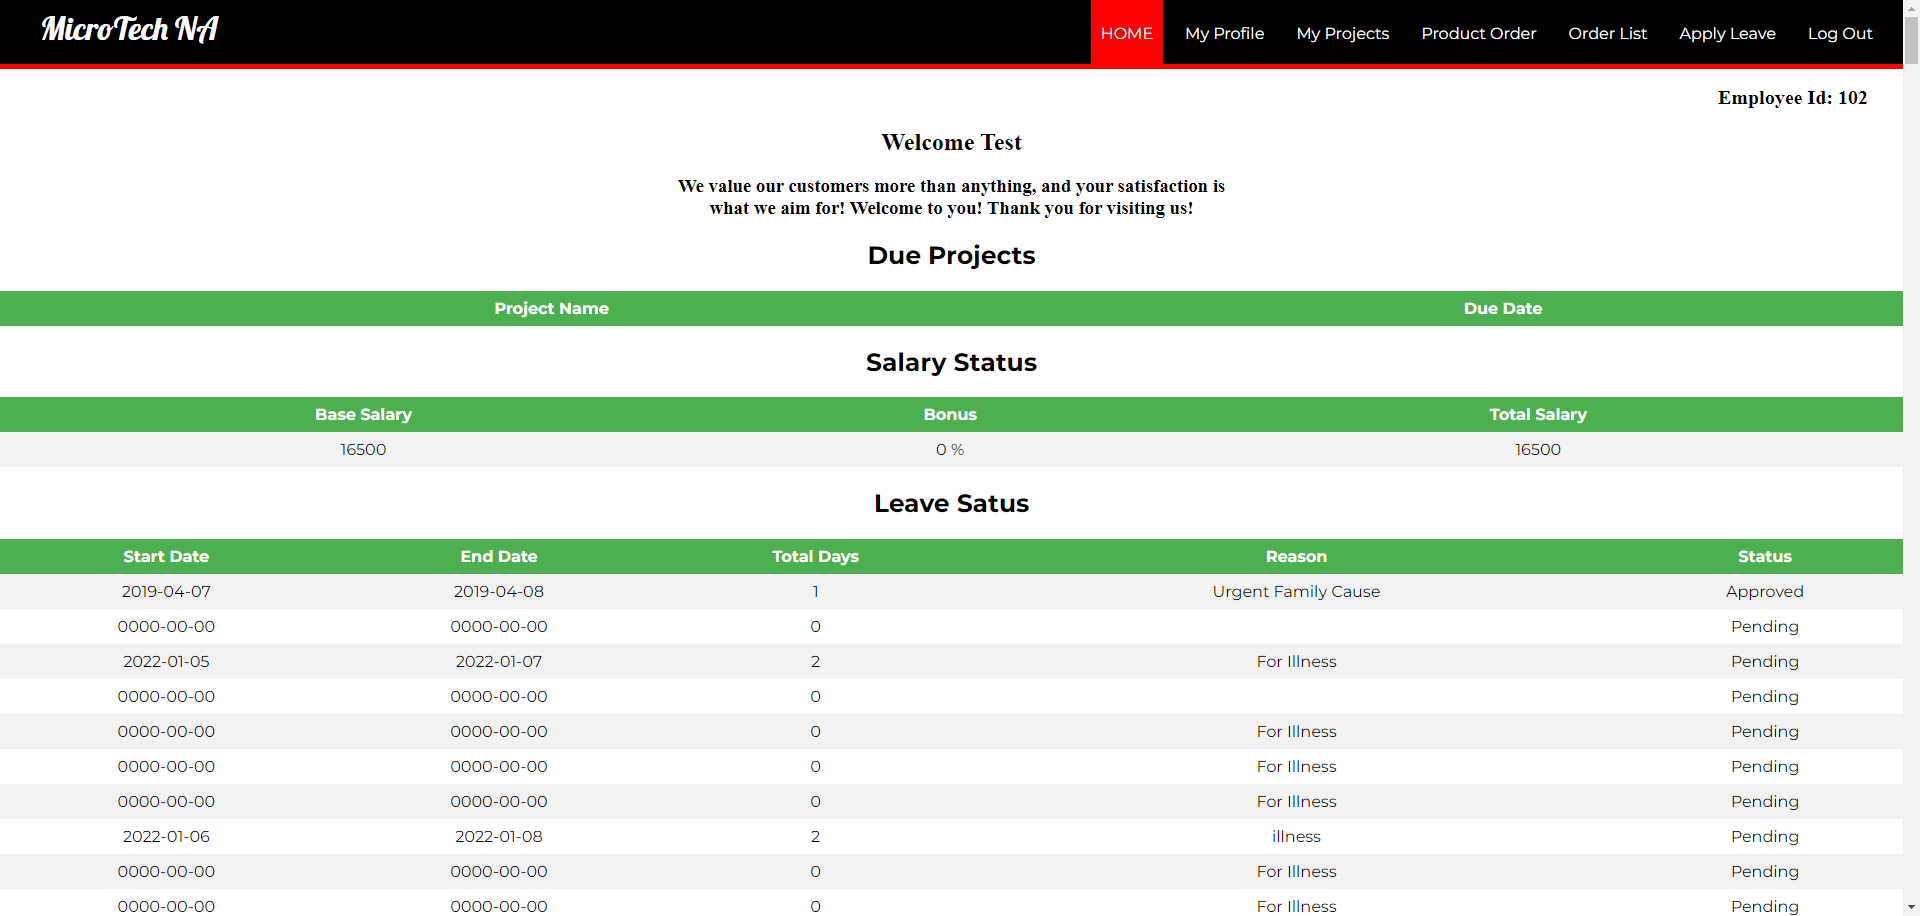 MicroTech NA
HOME My Profile My Projects Product Order Order List Apply Leave Log Out
Employee Id: 102
Welcome Test
We value our customers more than anything, and your satisfaction is
what we aim for! Welcome to you! Thank you for visiting us!
Due Projects
Project Name Due Date
Salary Status
Base Salary Bonus Total Salary
16500 0 % 16500
Leave Satus
Start Date End Date Total Days Reason Status
2019-04-07 2019-04-08 1 Urgent Family Cause Approved
0000-00-00 0000-00-00 0 Pending
2022-01-05 2022-01-07 2 For Illness Pending
0000-00-00 0000-00-00 0 Pending
0000-00-00 0000-00-00 0 For Illness Pending
0000-00-00 0000-00-00 0 For Illness Pending
0000-00-00 0000-00-00 0 For Illness Pending
2022-01-06 2022-01-08 2 illness Pending
0000-00-00 0000-00-00 0 For Illness Pending
0000-00-00 0000-00-00 0 For Illness Pending